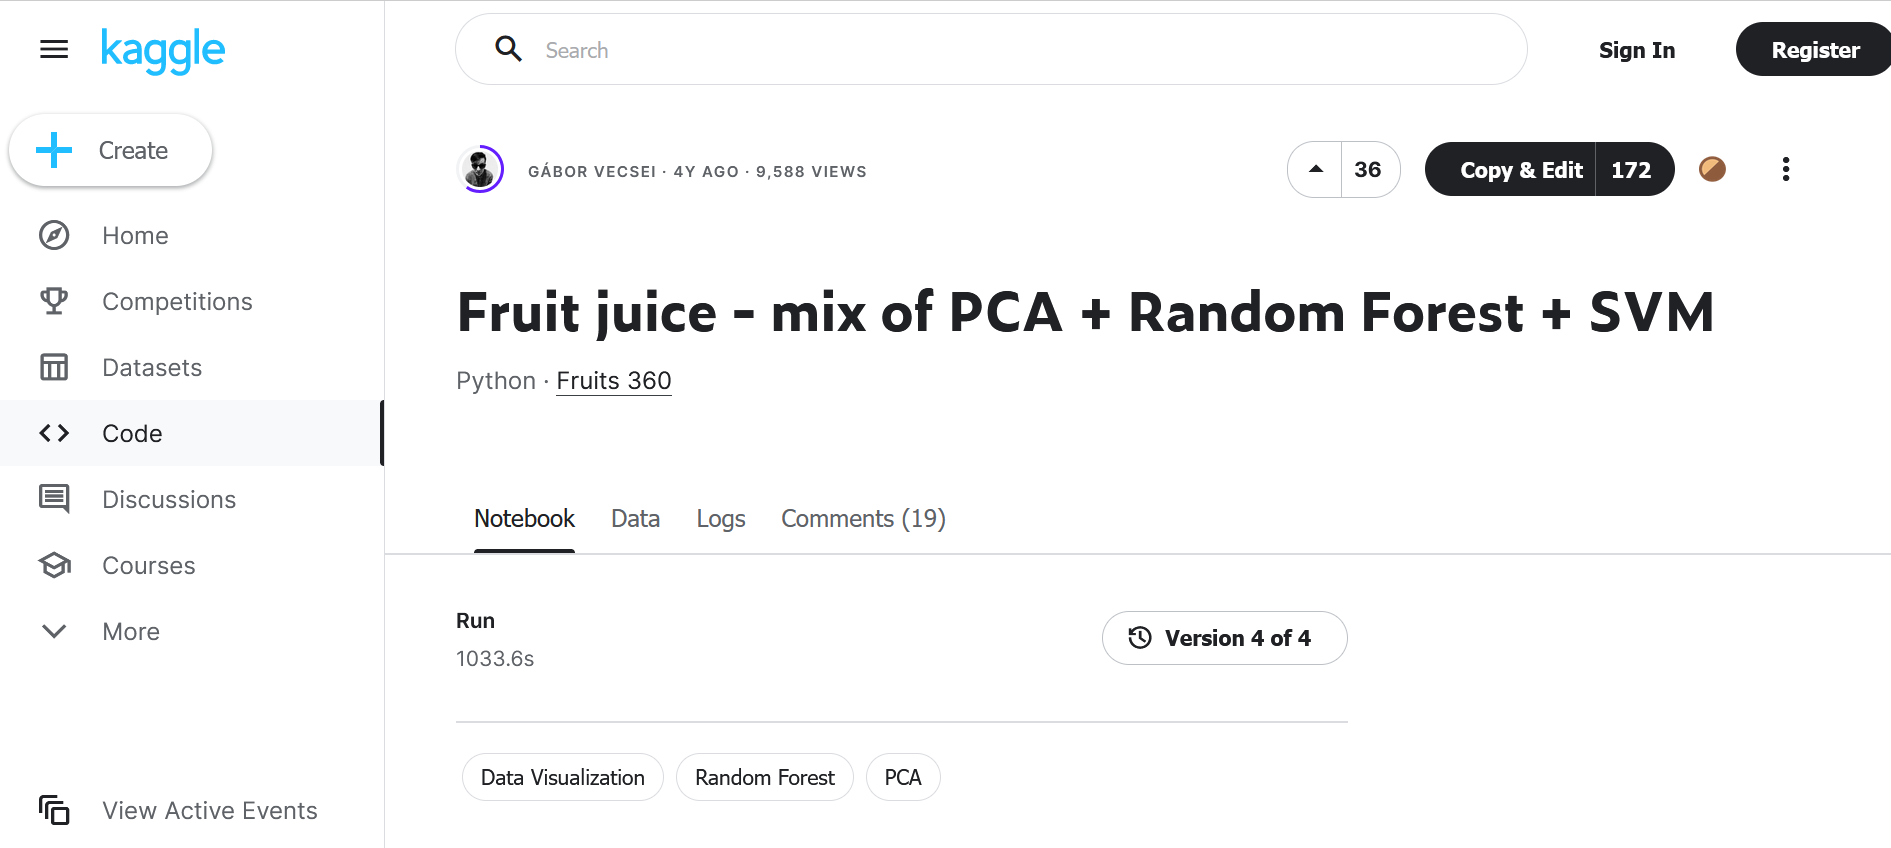 kaggle
Search
Sign In
Register
Create
Home
Competitions
Datasets
Code
Discussions
Courses
More
View Active Events
GÁBOR VECSEI · 4Y AGO · 9,588 VIEWS
36
Copy & Edit 172
Fruit juice - mix of PCA + Random Forest + SVM
Python · Fruits 360
Notebook Data Logs Comments (19)
Run
1033.6s
Version 4 of 4
Data Visualization Random Forest PCA